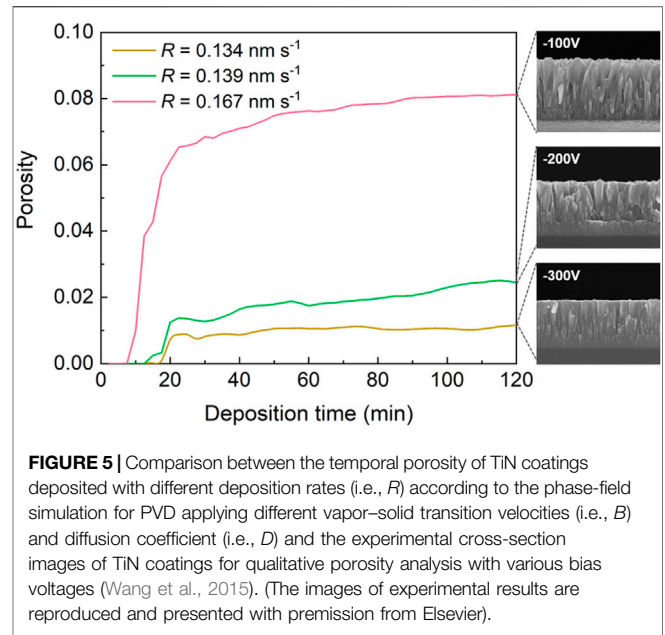 0.10
0.08
0.06
0.04
0.02
0.00
Porosity
R = 0.134 nm s⁻¹
R = 0.139 nm s⁻¹
R = 0.167 nm s⁻¹
0 20 40 60 80 100 120
Deposition time (min)
-100V
-200V
-300V
FIGURE 5 | Comparison between the temporal porosity of TiN coatings
deposited with different deposition rates (i.e., R) according to the phase-field
simulation for PVD applying different vapor–solid transition velocities (i.e., B)
and diffusion coefficient (i.e., D) and the experimental cross-section
images of TiN coatings for qualitative porosity analysis with various bias
voltages (Wang et al., 2015). (The images of experimental results are
reproduced and presented with premission from Elsevier).